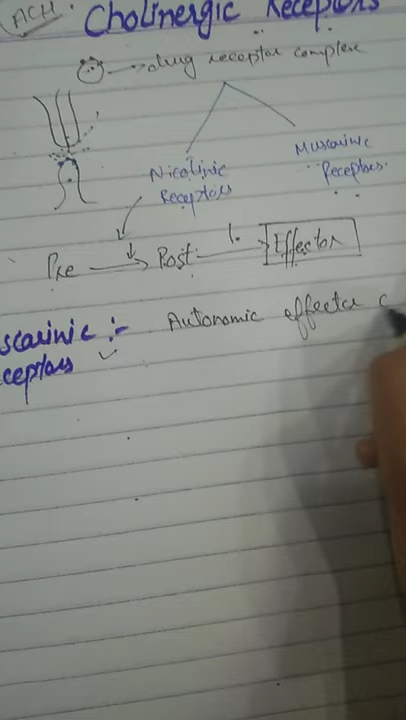 ACH.
Cholinergic Receptors
drug receptor complex
Nicotinic
Receptors
Muscarinic
Receptors
Pre Post Effector
scarinic :- Autonomic effector c
ceptors